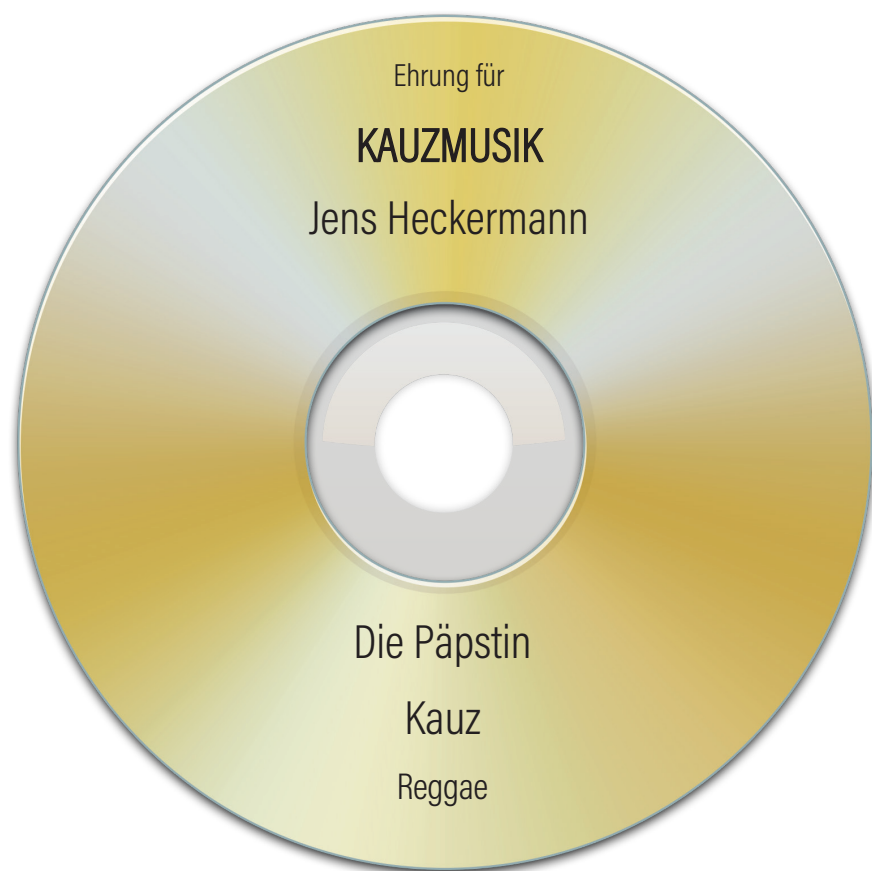 Ehrung für
KAUZMUSIK
Jens Heckermann
Die Päpstin
Kauz
Reggae